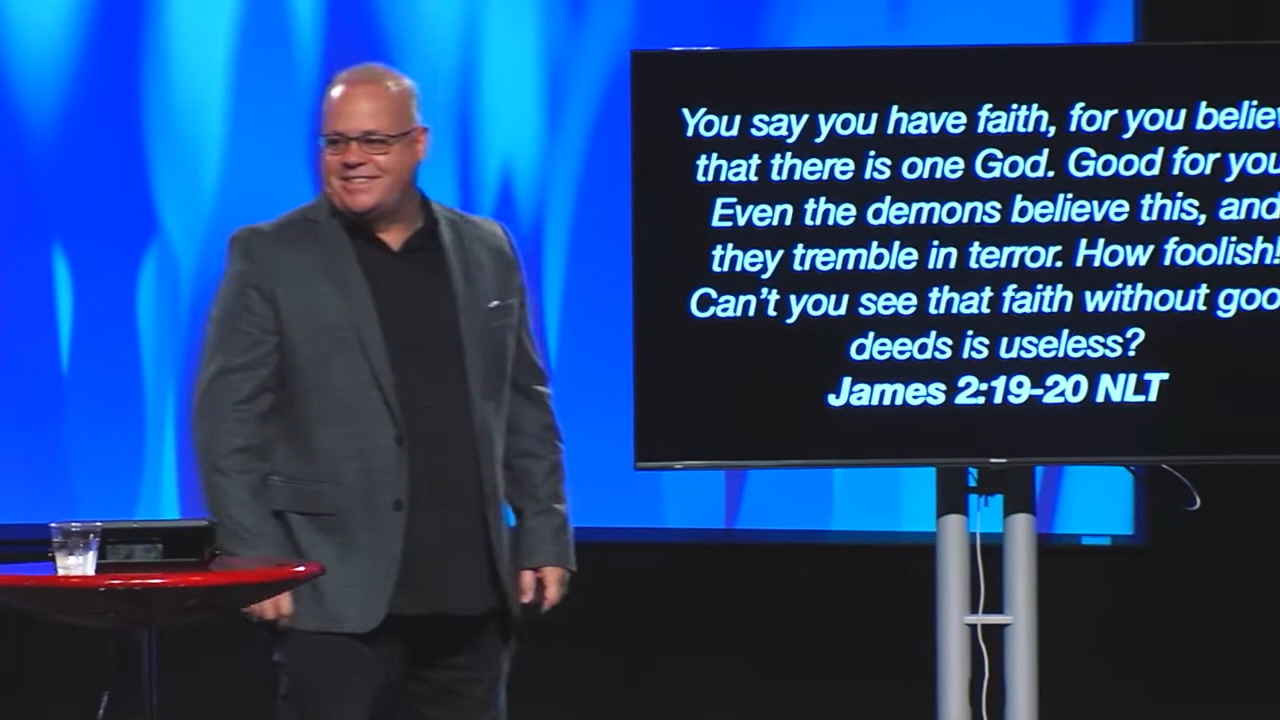 You say you have faith, for you believ
that there is one God. Good for you
Even the demons believe this, and
they tremble in terror. How foolish!
Can't you see that faith without goo
deeds is useless?
James 2:19-20 NLT